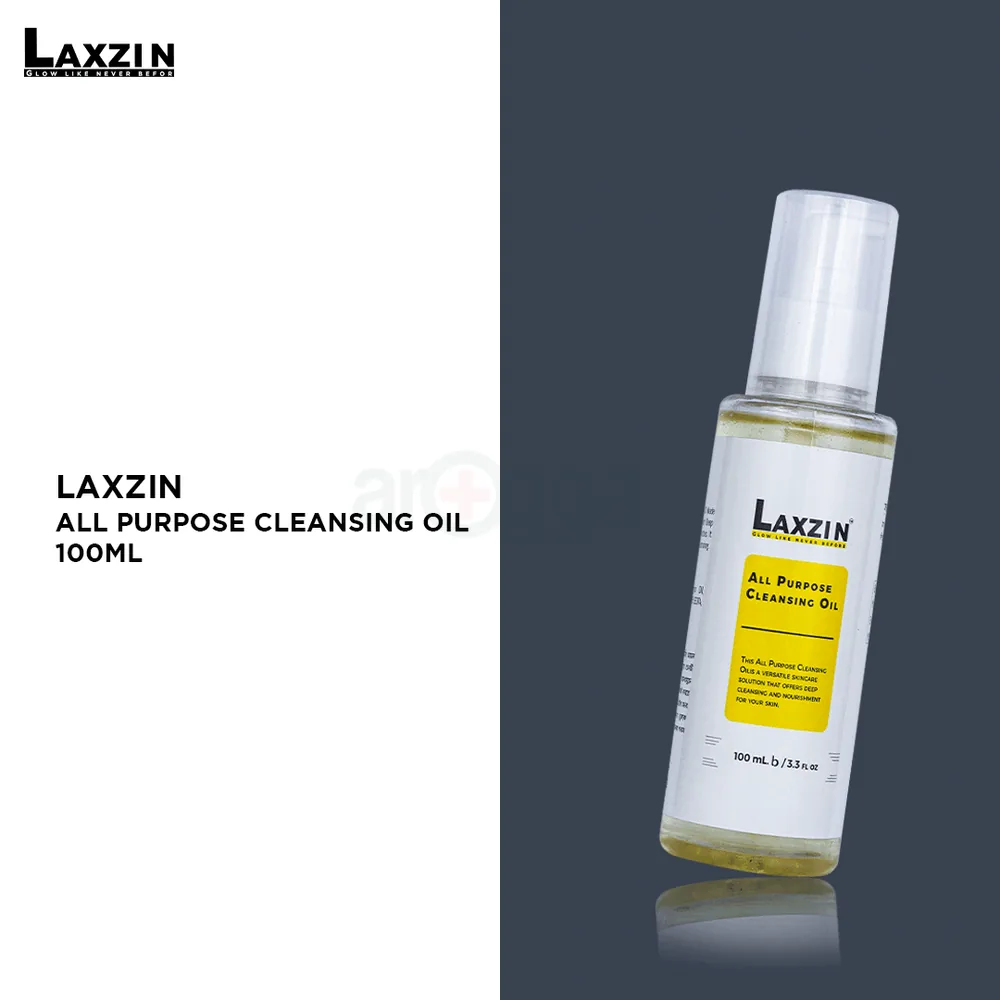 LAXZIN
GLOW LIKE NEVER BEFOR
LAXZIN
ALL PURPOSE CLEANSING OIL
100ML
LAXZIN
GLOW LIKE NEVER BEFORE
ALL PURPOSE
CLEANSING OIL
THIS ALL PURPOSE CLEANSING
OIL IS A VERSATILE SKINCARE
SOLUTION THAT OFFERS DEEP
CLEANSING AND NOURISHMENT
FOR YOUR SKIN.
100 mL b / 3.3 FL OZ